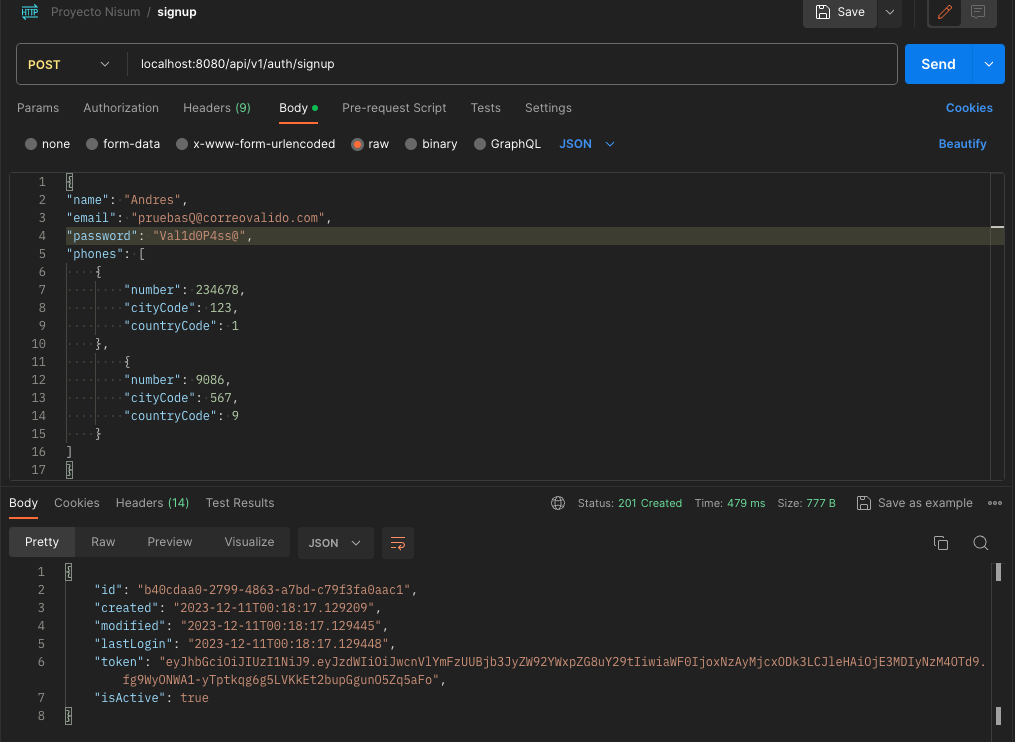 HTTP Proyecto Nisum / signup Save
POST localhost:8080/api/v1/auth/signup Send
Params Authorization Headers (9) Body Pre-request Script Tests Settings Cookies
none form-data x-www-form-urlencoded raw binary GraphQL JSON Beautify
1 {
2 "name": "Andres",
3 "email": "pruebasQ@correovalido.com",
4 "password": "Val1d0P4ss@",
5 "phones": [
6 {
7 "number": 234678,
8 "cityCode": 123,
9 "countryCode": 1
10 },
11 {
12 "number": 9086,
13 "cityCode": 567,
14 "countryCode": 9
15 }
16 ]
17 }
Body Cookies Headers (14) Test Results Status: 201 Created Time: 479 ms Size: 777 B Save as example
Pretty Raw Preview Visualize JSON
1 {
2 "id": "b40cdaa0-2799-4863-a7bd-c79f3fa0aac1",
3 "created": "2023-12-11T00:18:17.129209",
4 "modified": "2023-12-11T00:18:17.129445",
5 "lastLogin": "2023-12-11T00:18:17.129448",
6 "token": "eyJhbGciOiJIUzI1NiJ9.eyJzdWIiOiJwcnVlYmFzUUBjb3JyZW92YWxpZG8uY29tIiwiaWF0IjoxNzAyMjcxODk3LCJleHAiOjE3MDIyNzM4OTd9.
fg9WyONWA1-yTptkqg6g5LVKkEt2bupGgunO5Zq5aFo",
7 "isActive": true
8 }